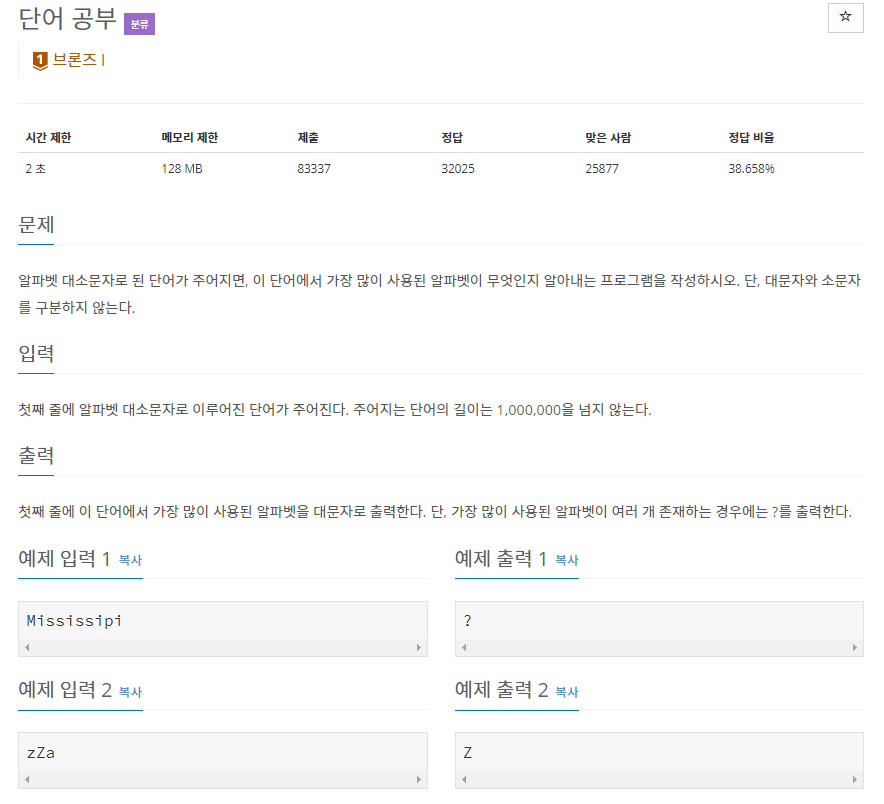 단어 공부 분류
☆
1 브론즈 I
시간 제한 메모리 제한 제출 정답 맞은 사람 정답 비율
2 초 128 MB 83337 32025 25877 38.658%
문제
알파벳 대소문자로 된 단어가 주어지면, 이 단어에서 가장 많이 사용된 알파벳이 무엇인지 알아내는 프로그램을 작성하시오. 단, 대문자와 소문자
를 구분하지 않는다.
입력
첫째 줄에 알파벳 대소문자로 이루어진 단어가 주어진다. 주어지는 단어의 길이는 1,000,000을 넘지 않는다.
출력
첫째 줄에 이 단어에서 가장 많이 사용된 알파벳을 대문자로 출력한다. 단, 가장 많이 사용된 알파벳이 여러 개 존재하는 경우에는 ?를 출력한다.
예제 입력 1 복사
Mississipi
예제 출력 1 복사
?
예제 입력 2 복사
zZa
예제 출력 2 복사
Z